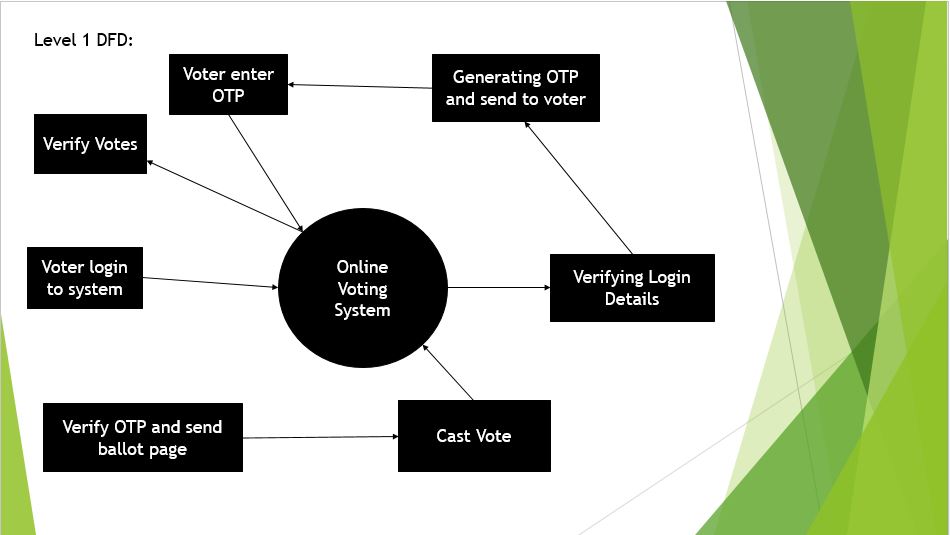 Level 1 DFD:
Voter enter
OTP
Generating OTP
and send to voter
Verify Votes
Voter login
to system
Online
Voting
System
Verifying Login
Details
Verify OTP and send
ballot page
Cast Vote